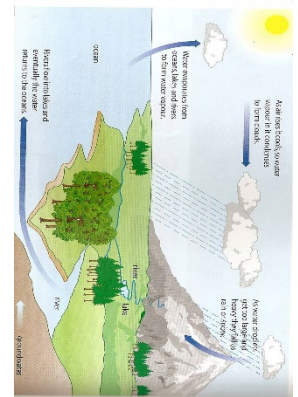 As air rises it cools, so water
vapour in it condenses
to form clouds.
Water evaporates from
oceans, lakes and rivers
to form water vapour.
As water droplets
get too large and
heavy they fall as
rain or snow.
ocean
river
lake
Rivers flow into lakes and
eventually the water
returns to the oceans.
river
groundwater